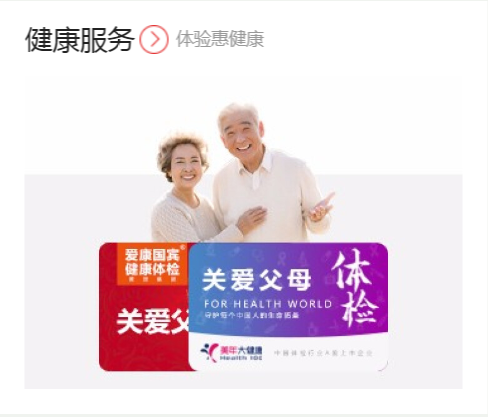 健康服务
体验惠健康
爱康国宾®
健康体检
关爱父
关爱父母
体检
FOR HEALTH WORLD
守护每个中国人的生命质量
美年大健康
Health 100